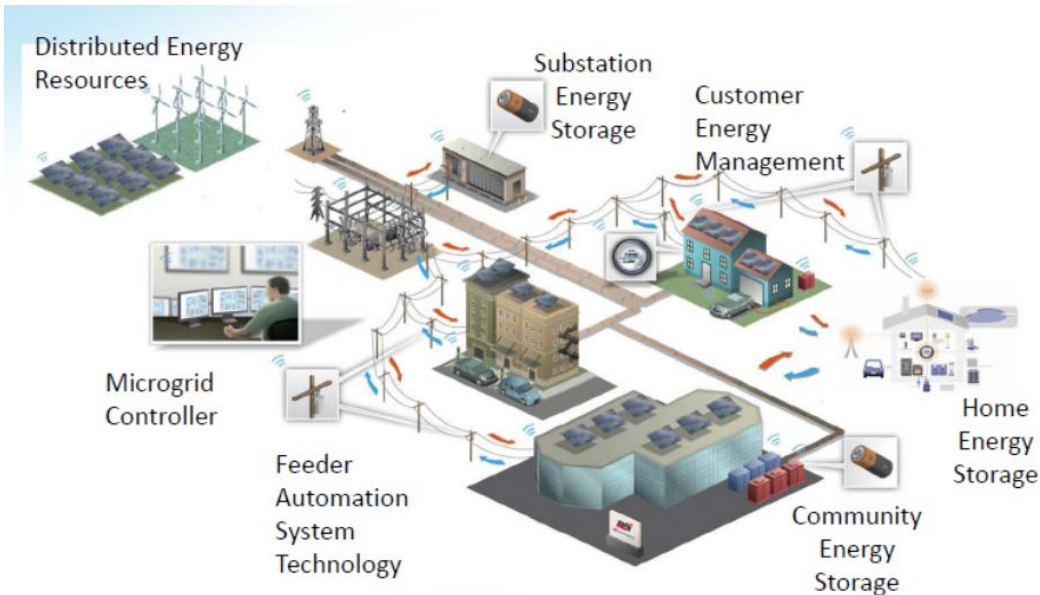 Distributed Energy
Resources
Substation
Energy
Storage
Customer
Energy
Management
Microgrid
Controller
Feeder
Automation
System
Technology
Home
Energy
Storage
Community
Energy
Storage